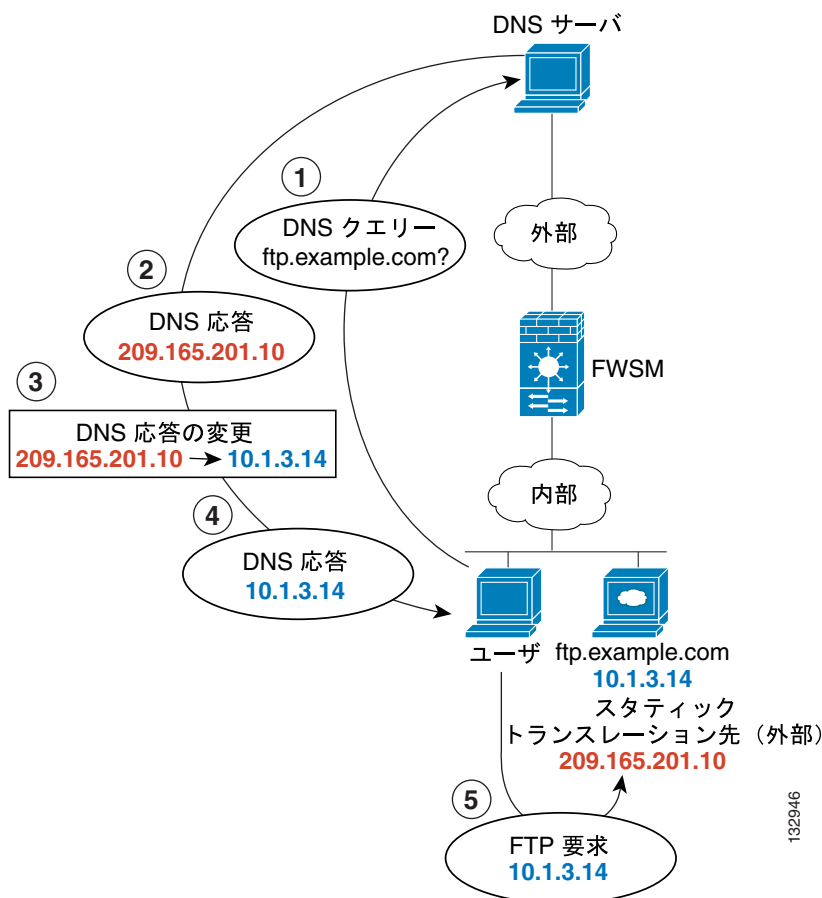 DNS サーバ
1
DNS クエリー
ftp.example.com?
外部
2
DNS 応答
209.165.201.10
FWSM
3
DNS 応答の変更
209.165.201.10 → 10.1.3.14
内部
4
DNS 応答
10.1.3.14
ユーザ
ftp.example.com
10.1.3.14
スタティック
トランスレーション先（外部）
209.165.201.10
5
FTP 要求
10.1.3.14
132946